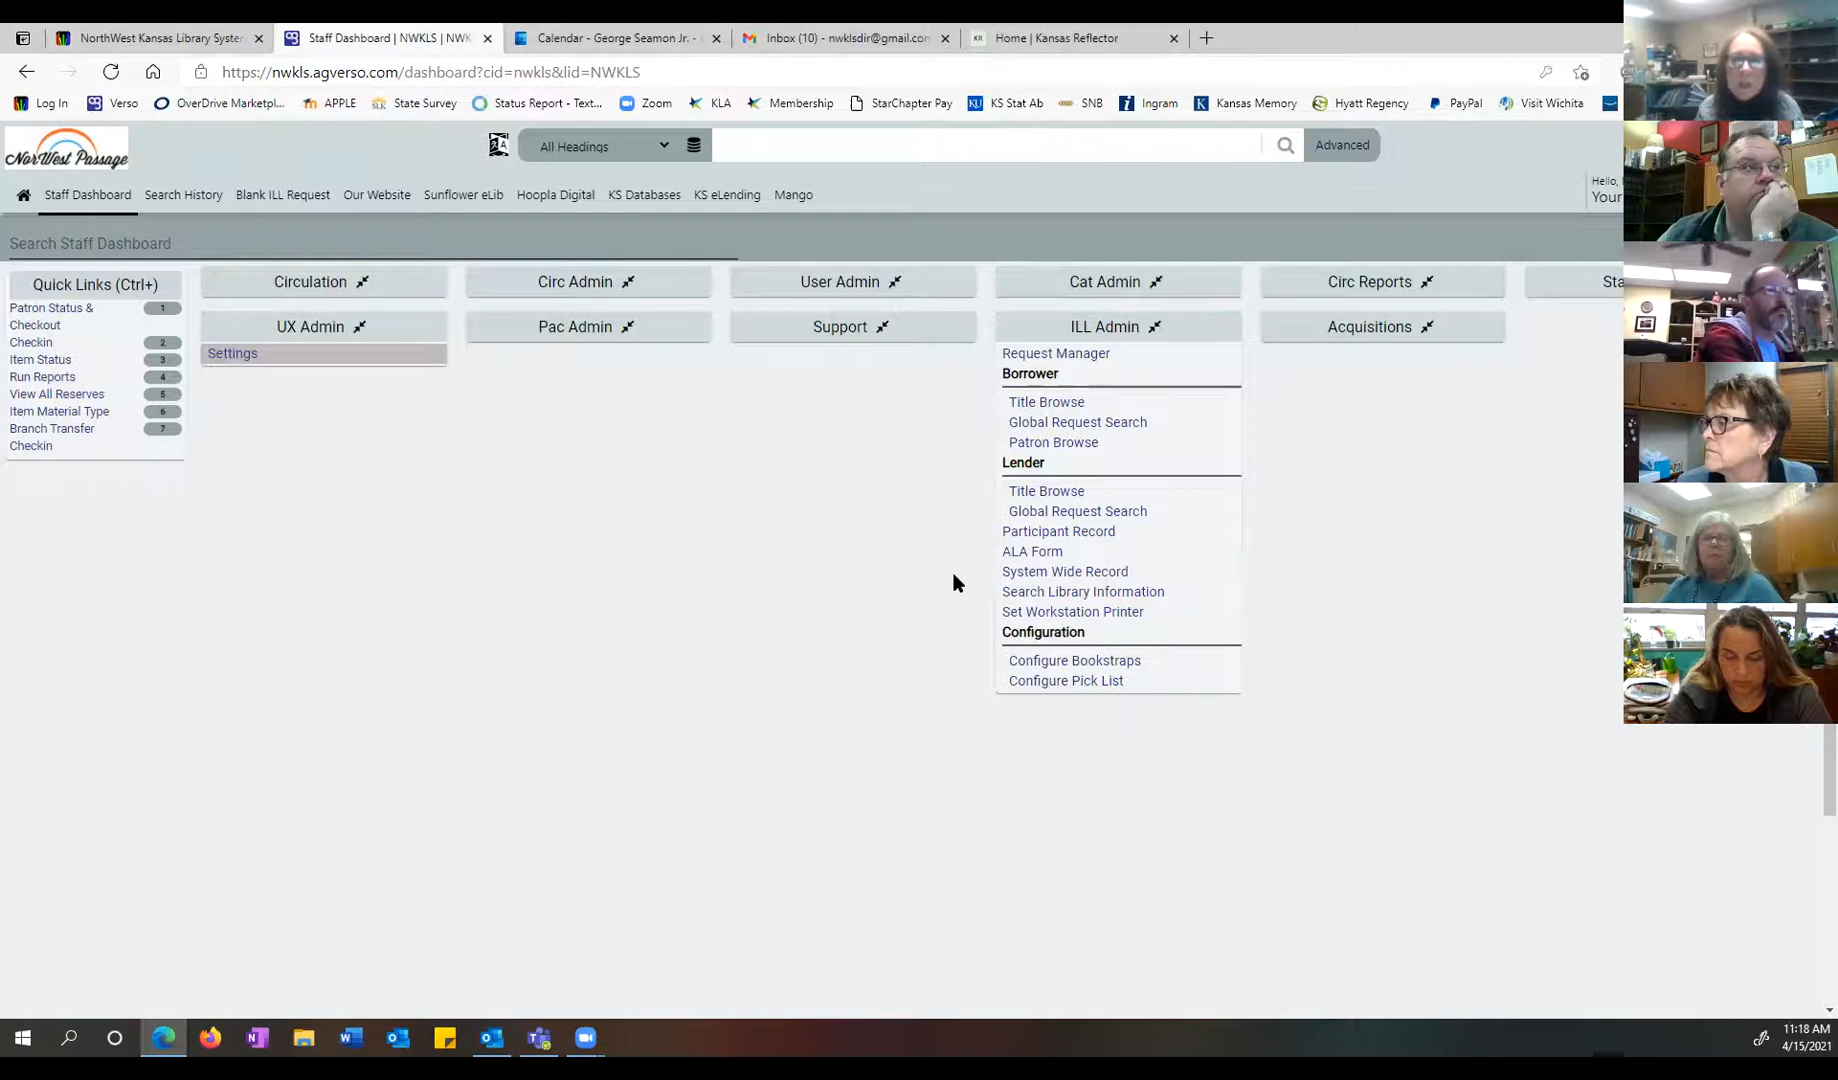 NorthWest Kansas Library System
Staff Dashboard | NWKLS | NWK
Calendar - George Seamon Jr. -
Inbox (10) - nwklsdir@gmail.com
KR Home | Kansas Reflector
https://nwkls.agverso.com/dashboard?cid=nwkls&lid=NWKLS
Log In Verso OverDrive Marketpl... APPLE State Survey Status Report - Text... Zoom KLA Membership StarChapter Pay KU KS Stat Ab SNB Ingram Kansas Memory Hyatt Regency PayPal Visit Wichita
NorWest Passage
All Headings
Advanced
Staff Dashboard Search History Blank ILL Request Our Website Sunflower eLib Hoopla Digital KS Databases KS eLending Mango
Hello,
Your
Search Staff Dashboard
Quick Links (Ctrl+)
Patron Status & Checkout 1
Checkin 2
Item Status 3
Run Reports 4
View All Reserves 5
Item Material Type 6
Branch Transfer Checkin 7
Circulation
Circ Admin
User Admin
Cat Admin
Circ Reports
Sta
UX Admin
Settings
Pac Admin
Support
ILL Admin
Request Manager
Borrower
Title Browse
Global Request Search
Patron Browse
Lender
Title Browse
Global Request Search
Participant Record
ALA Form
System Wide Record
Search Library Information
Set Workstation Printer
Configuration
Configure Bookstraps
Configure Pick List
Acquisitions
11:18 AM
4/15/2021